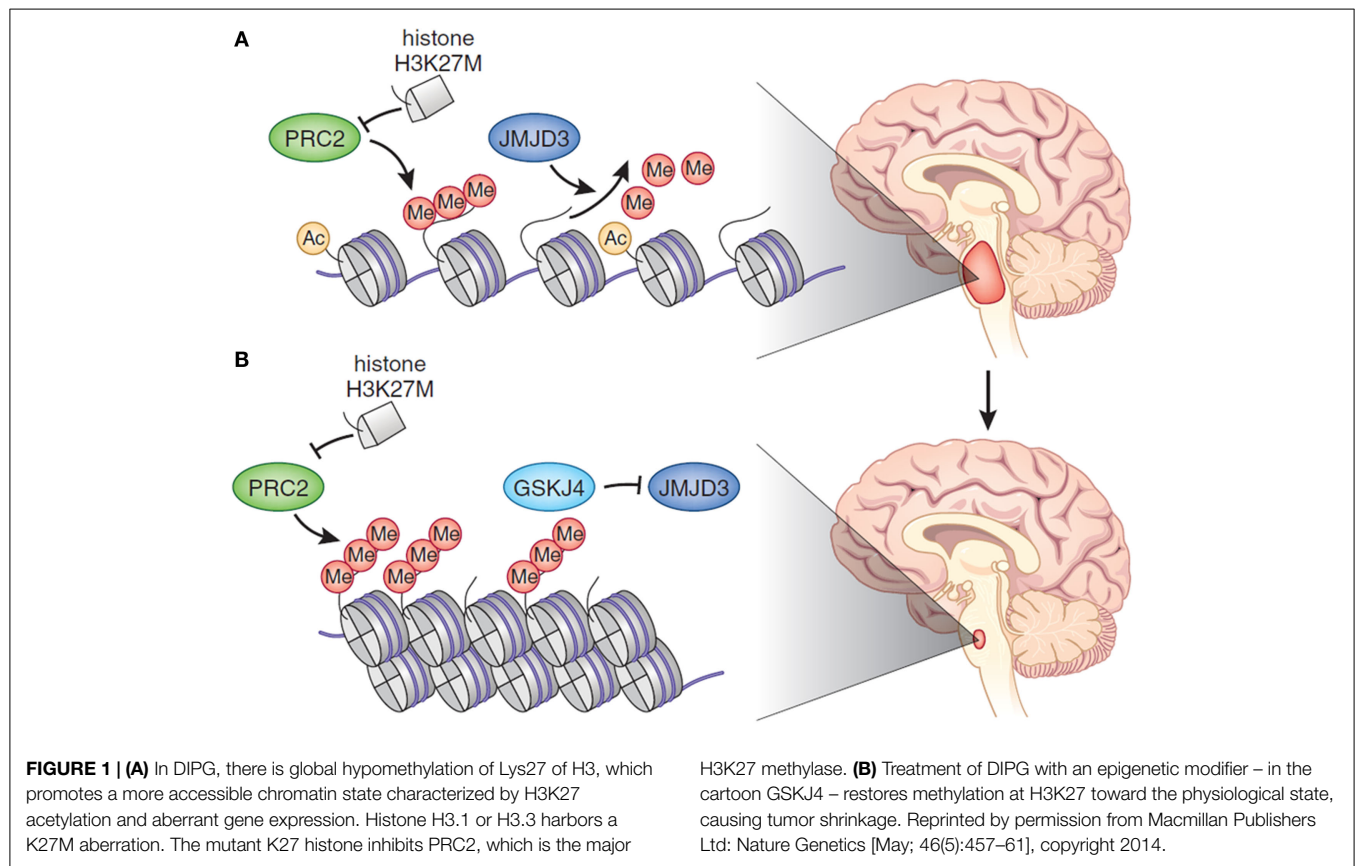 A
histone
H3K27M
PRC2
JMJD3
Me
Me
Me
Me
Me
Me
Ac
Ac
B
histone
H3K27M
PRC2
GSKJ4
JMJD3
Me
Me
Me
Me
Me
Me
Me
Me
Me
FIGURE 1 | (A) In DIPG, there is global hypomethylation of Lys27 of H3, which
promotes a more accessible chromatin state characterized by H3K27
acetylation and aberrant gene expression. Histone H3.1 or H3.3 harbors a
K27M aberration. The mutant K27 histone inhibits PRC2, which is the major
H3K27 methylase. (B) Treatment of DIPG with an epigenetic modifier – in the
cartoon GSKJ4 – restores methylation at H3K27 toward the physiological state,
causing tumor shrinkage. Reprinted by permission from Macmillan Publishers
Ltd: Nature Genetics [May; 46(5):457–61], copyright 2014.